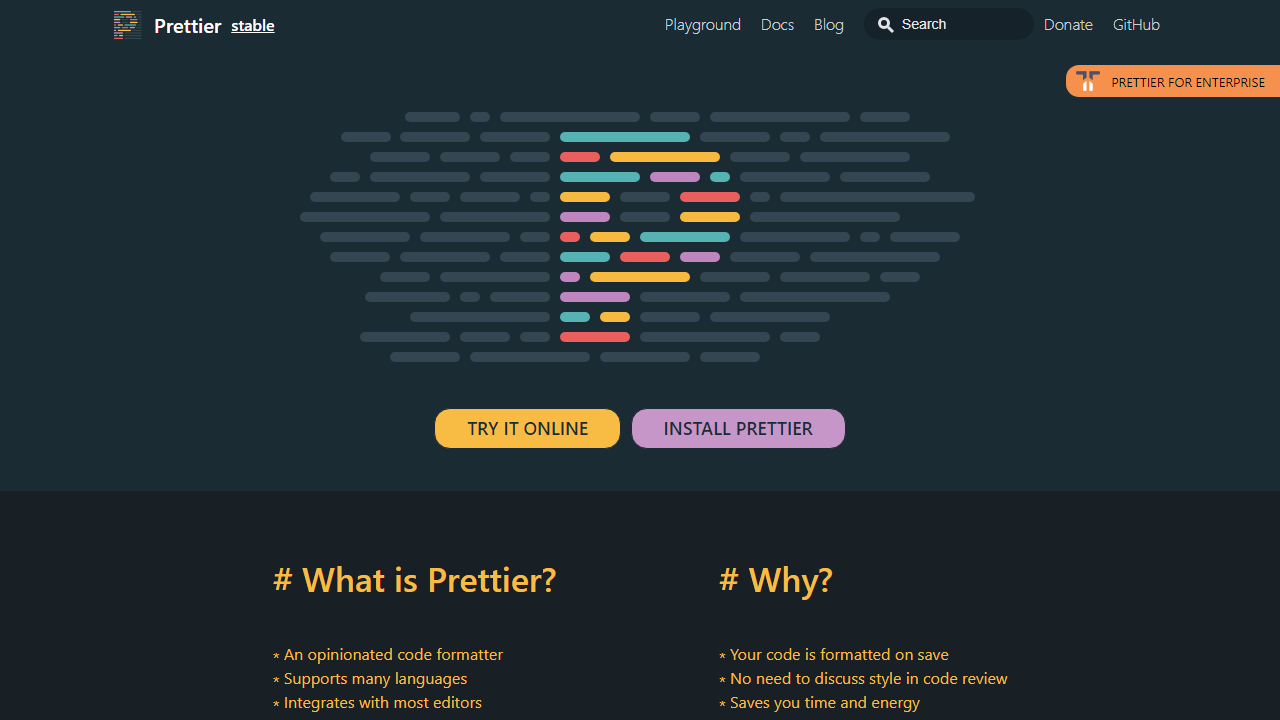 Prettier stable Playground Docs Blog Search Donate GitHub
PRETTIER FOR ENTERPRISE
TRY IT ONLINE INSTALL PRETTIER
# What is Prettier?
* An opinionated code formatter
* Supports many languages
* Integrates with most editors
# Why?
* Your code is formatted on save
* No need to discuss style in code review
* Saves you time and energy